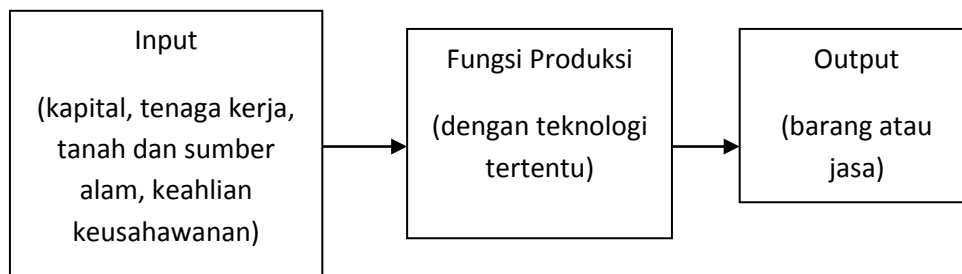 Input
(kapital, tenaga kerja,
tanah dan sumber
alam, keahlian
keusahawanan)
Fungsi Produksi
(dengan teknologi
tertentu)
Output
(barang atau
jasa)